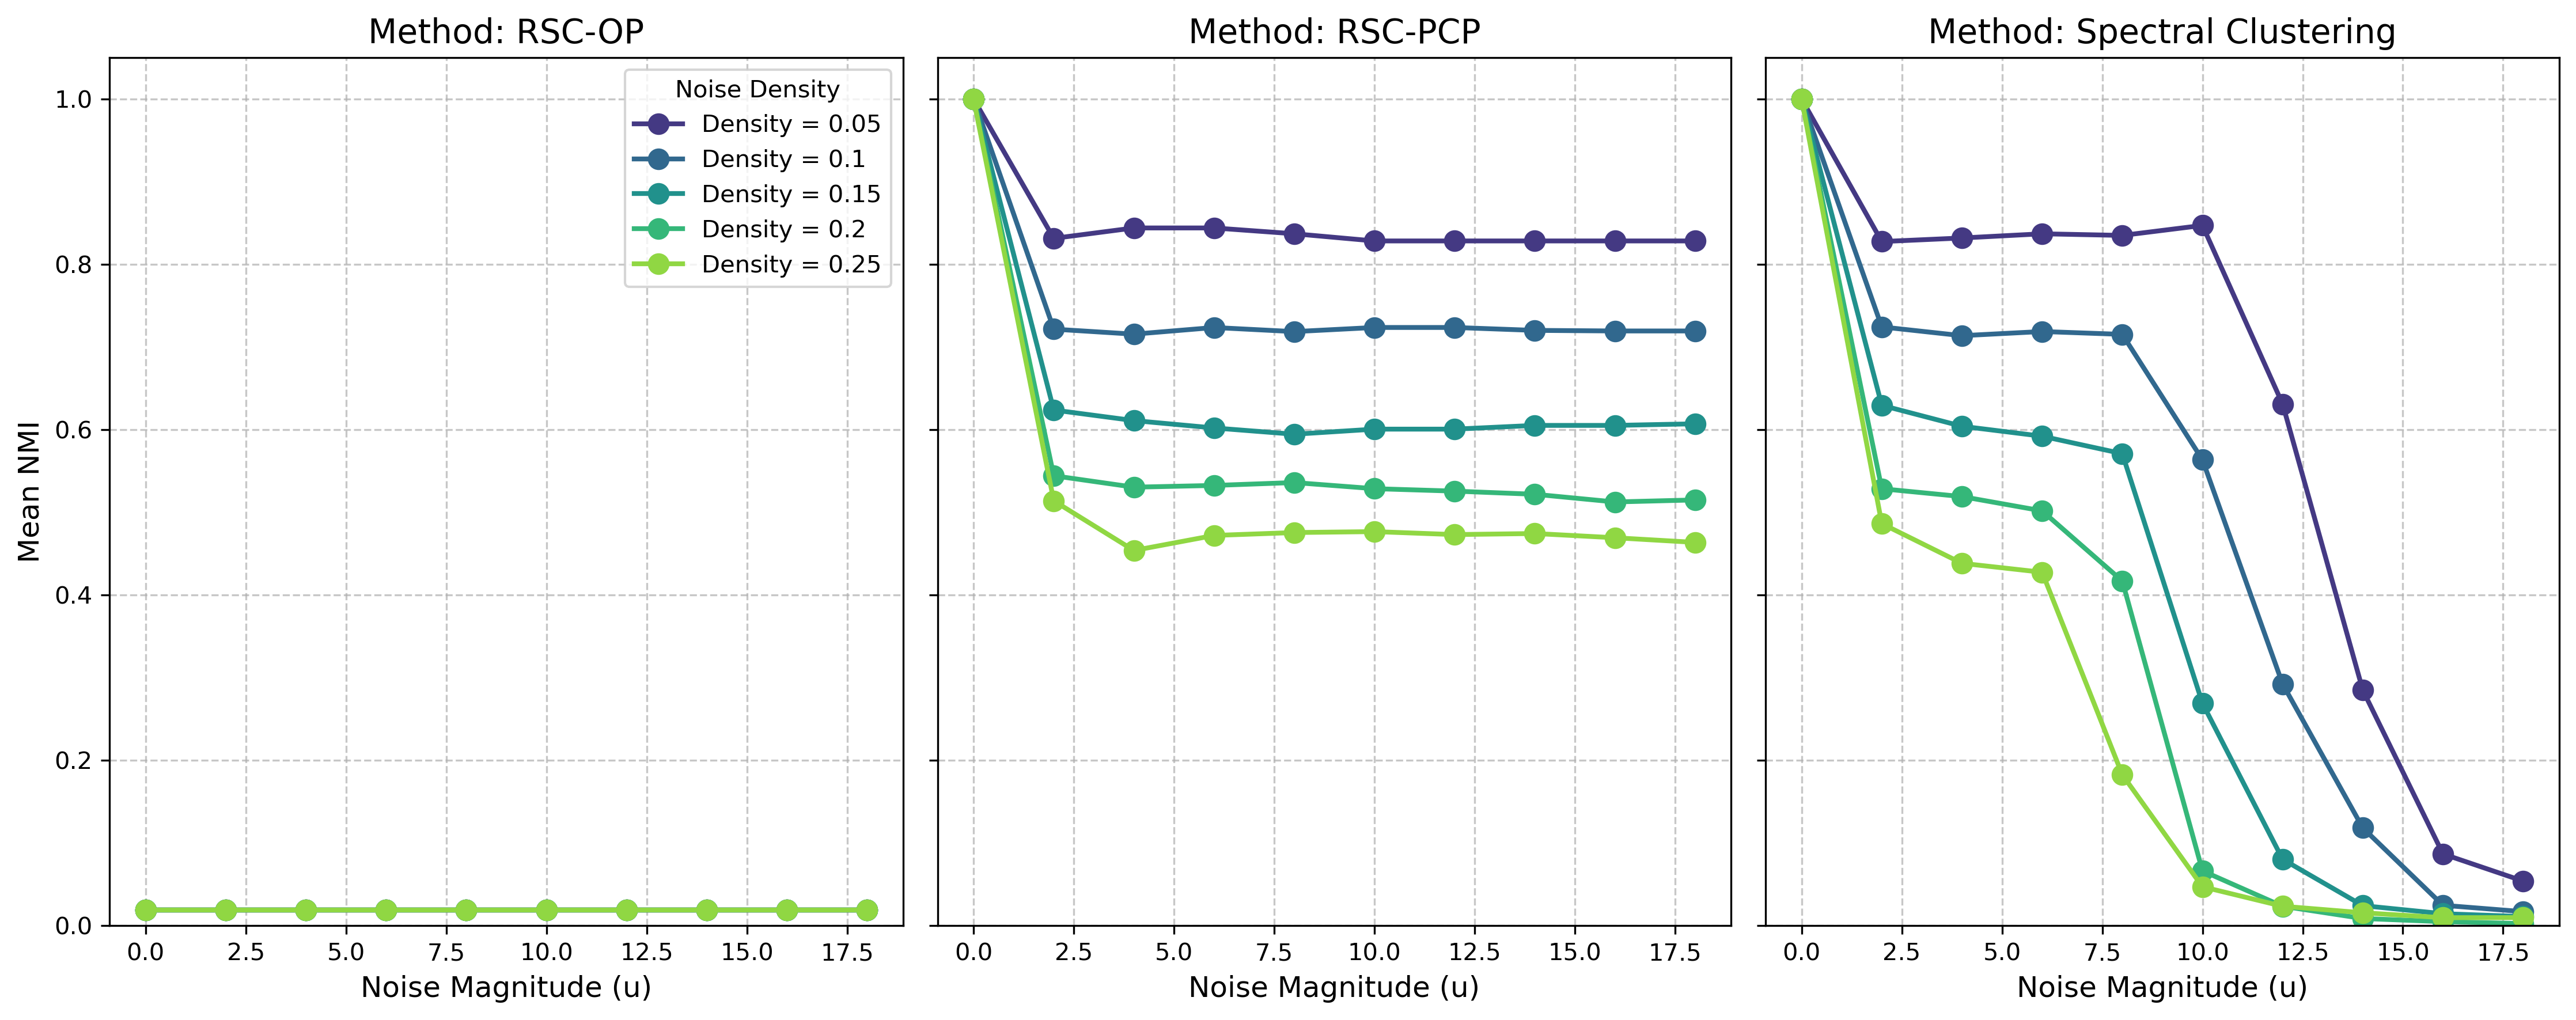 Method: RSC-OP
Method: RSC-PCP
Method: Spectral Clustering
Mean NMI
1.0
0.8
0.6
0.4
0.2
0.0
Noise Density
Density = 0.05
Density = 0.1
Density = 0.15
Density = 0.2
Density = 0.25
0.0 2.5 5.0 7.5 10.0 12.5 15.0 17.5
Noise Magnitude (u)
0.0 2.5 5.0 7.5 10.0 12.5 15.0 17.5
Noise Magnitude (u)
0.0 2.5 5.0 7.5 10.0 12.5 15.0 17.5
Noise Magnitude (u)